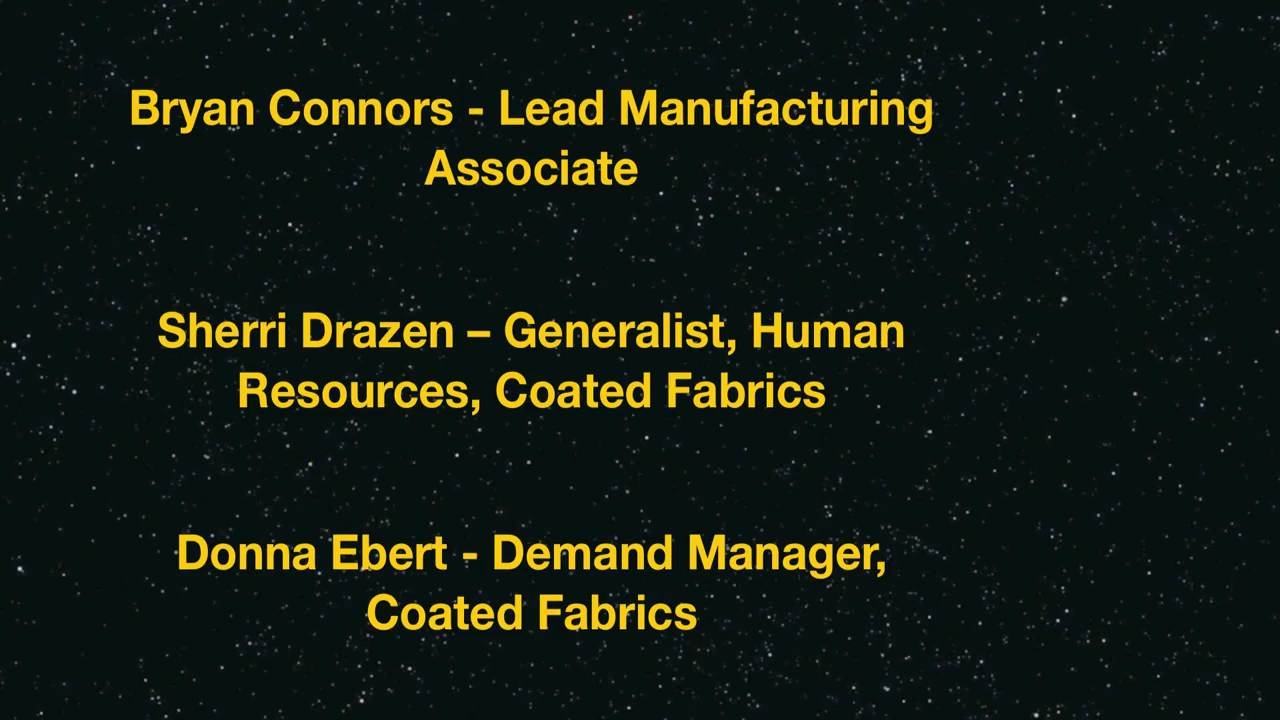 Bryan Connors - Lead Manufacturing
Associate
Sherri Drazen – Generalist, Human
Resources, Coated Fabrics
Donna Ebert - Demand Manager,
Coated Fabrics